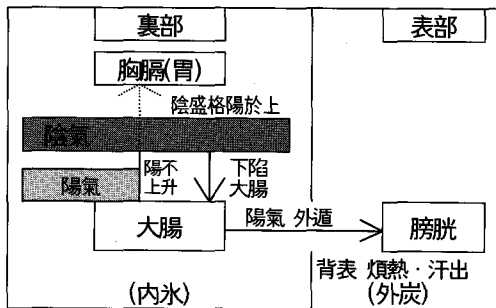 裏部
表部
胸膈(胃)
陰盛格陽於上
陰氣
陽不
上升
下陷
大腸
陽氣
大腸
陽氣 外遁
膀胱
背表 煩熱·汗出
(內氷)
(外炭)